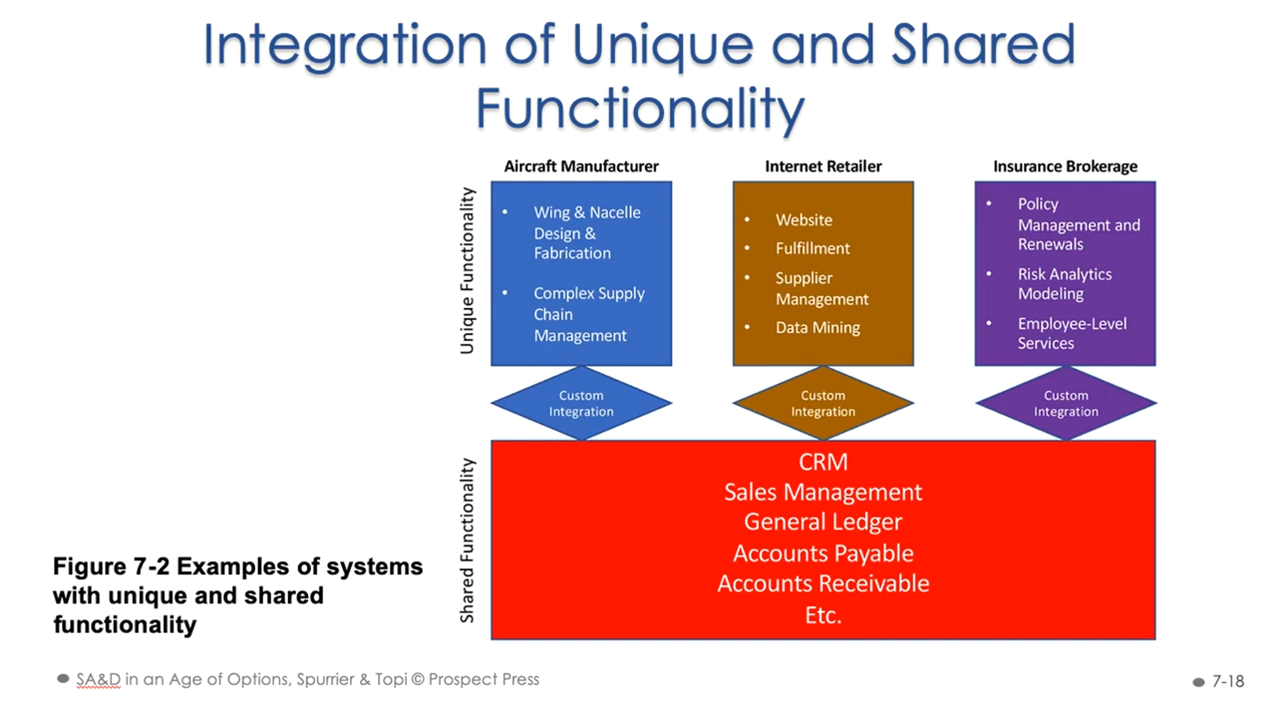 Integration of Unique and Shared
Functionality
Aircraft Manufacturer
Internet Retailer
Insurance Brokerage
Unique Functionality
• Wing & Nacelle
Design &
Fabrication
• Complex Supply
Chain
Management
• Website
• Fulfillment
• Supplier
Management
• Data Mining
• Policy
Management and
Renewals
• Risk Analytics
Modeling
• Employee-Level
Services
Custom
Integration
Custom
Integration
Custom
Integration
Shared Functionality
CRM
Sales Management
General Ledger
Accounts Payable
Accounts Receivable
Etc.
Figure 7-2 Examples of systems
with unique and shared
functionality
● SA&D in an Age of Options, Spurrier & Topi © Prospect Press
● 7-18